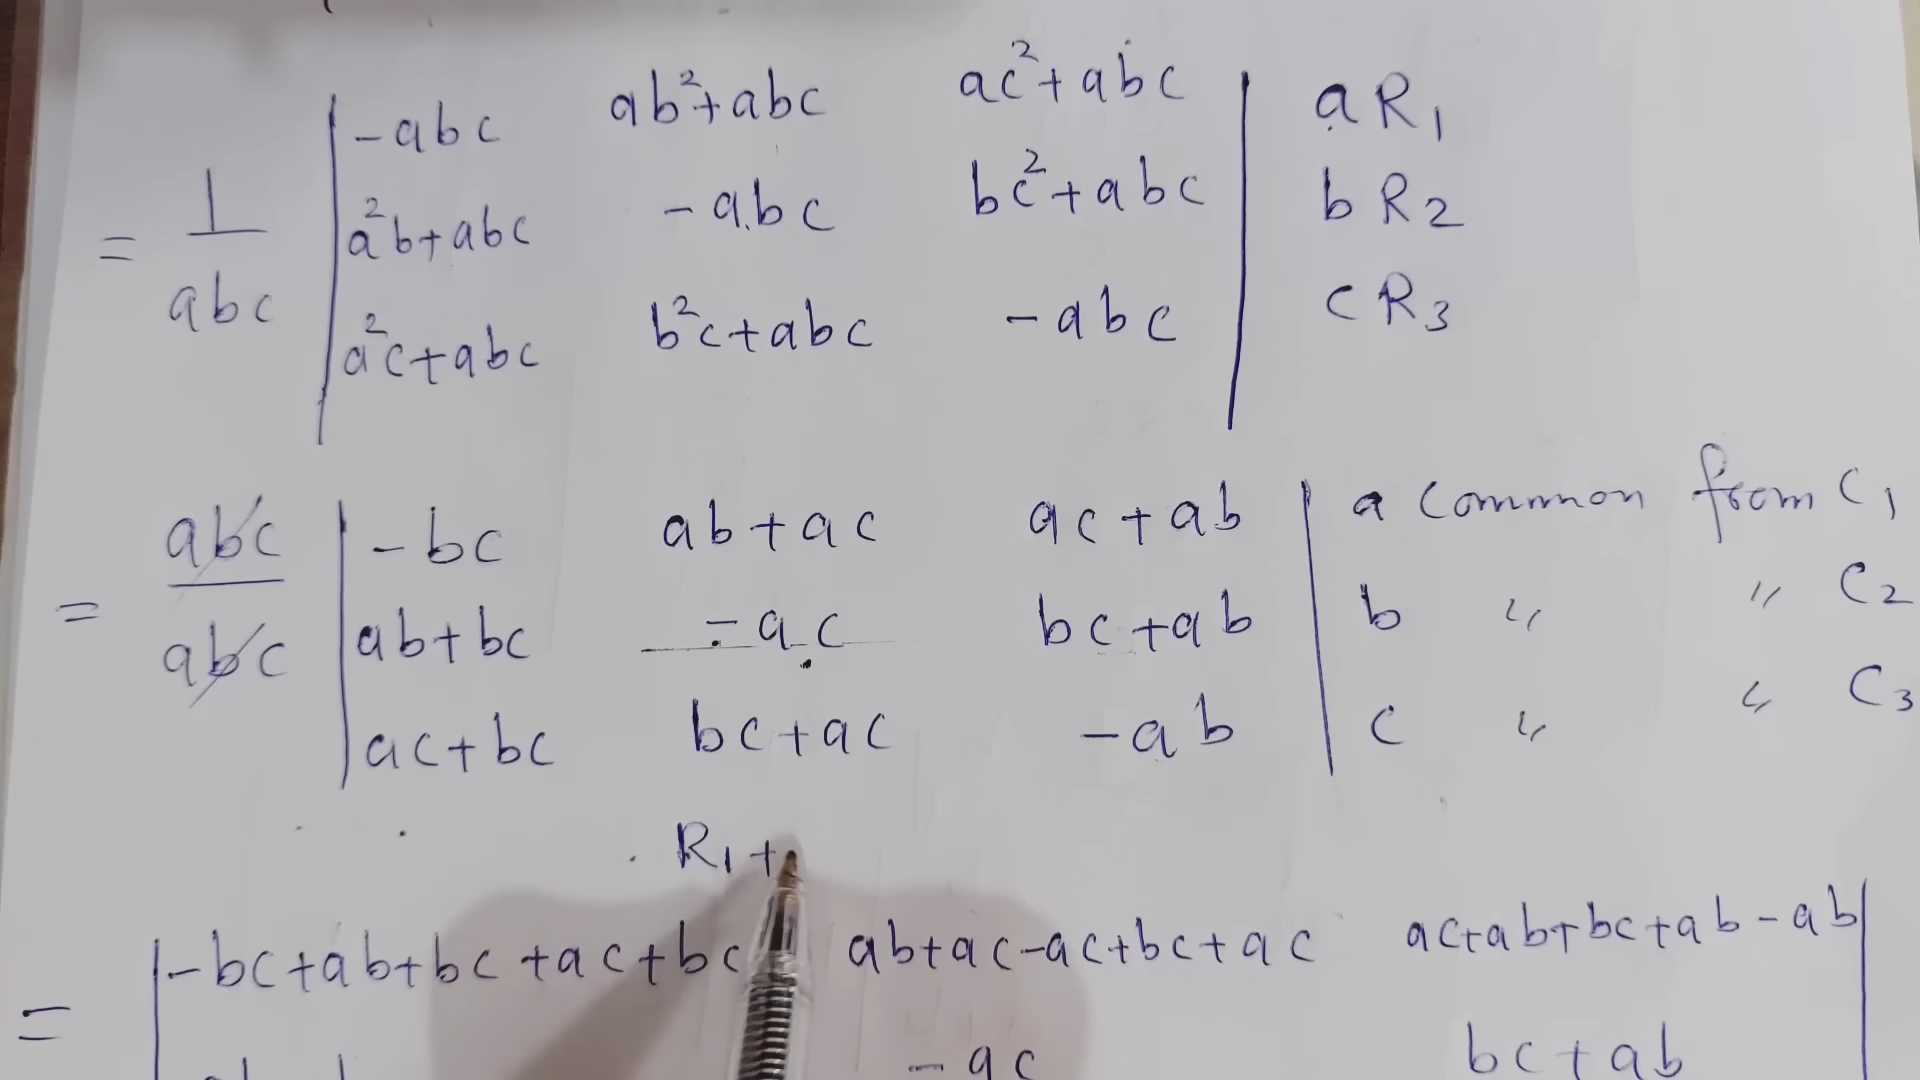 -abc ab²+abc ac²+abc aR₁
= 1/abc a²b+abc -abc bc²+abc bR₂
a²c+abc b²c+abc -abc cR₃
-bc ab+ac ac+ab a common from C₁
= abc/abc ab+bc -ac bc+ab b " " C₂
ac+bc bc+ac -ab c " " C₃
R₁+
= -bc+ab+bc+ac+bc ab+ac-ac+bc+ac ac+ab+bc+ab-ab
-ac bc+ab